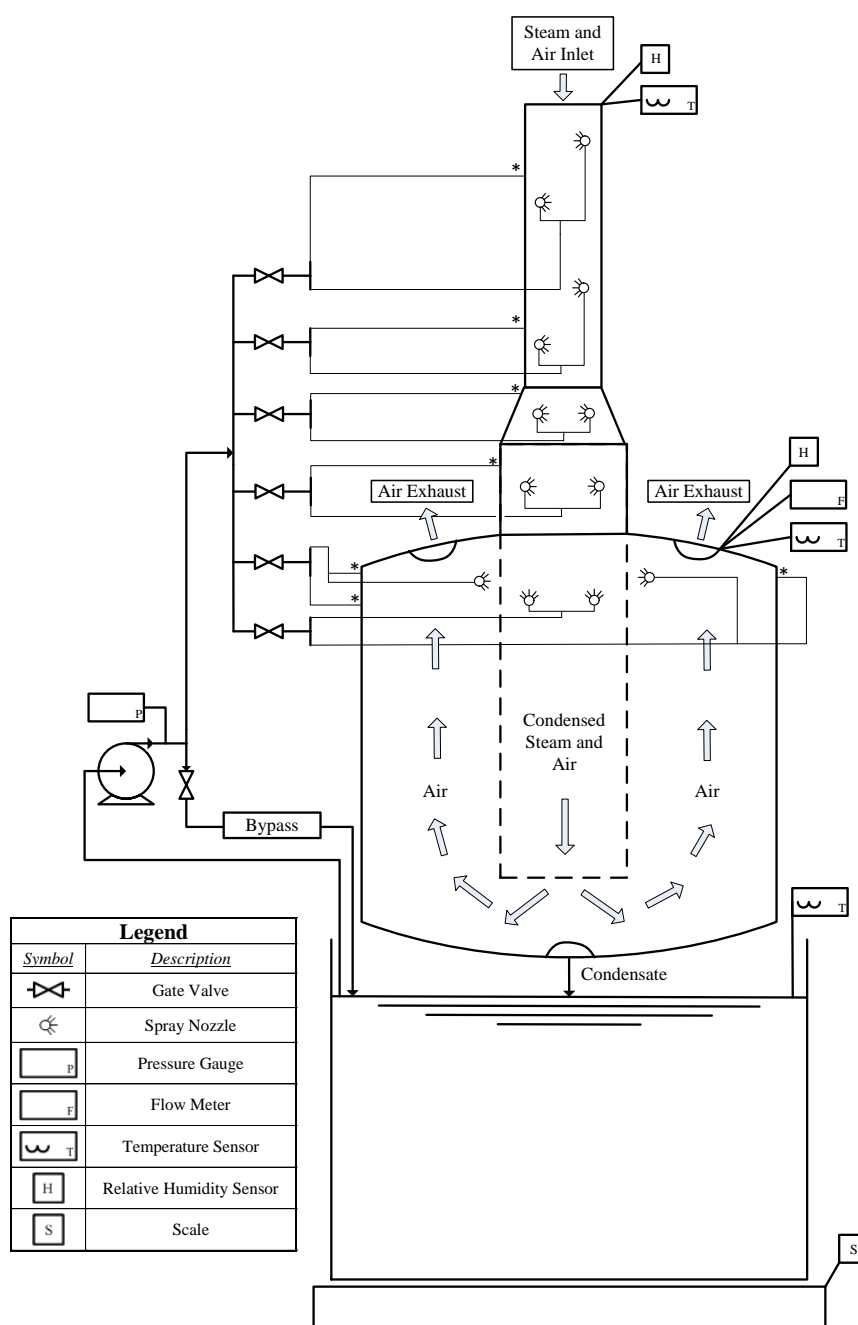 Steam and
Air Inlet
H
T
*
*
*
*
H
Air Exhaust
Air Exhaust
F
T
*
*
*
P
Condensed
Steam and
Air
Air
Air
Bypass
T
Condensate
Legend
Symbol Description
Gate Valve
Spray Nozzle
P Pressure Gauge
F Flow Meter
T Temperature Sensor
H Relative Humidity Sensor
S Scale
S